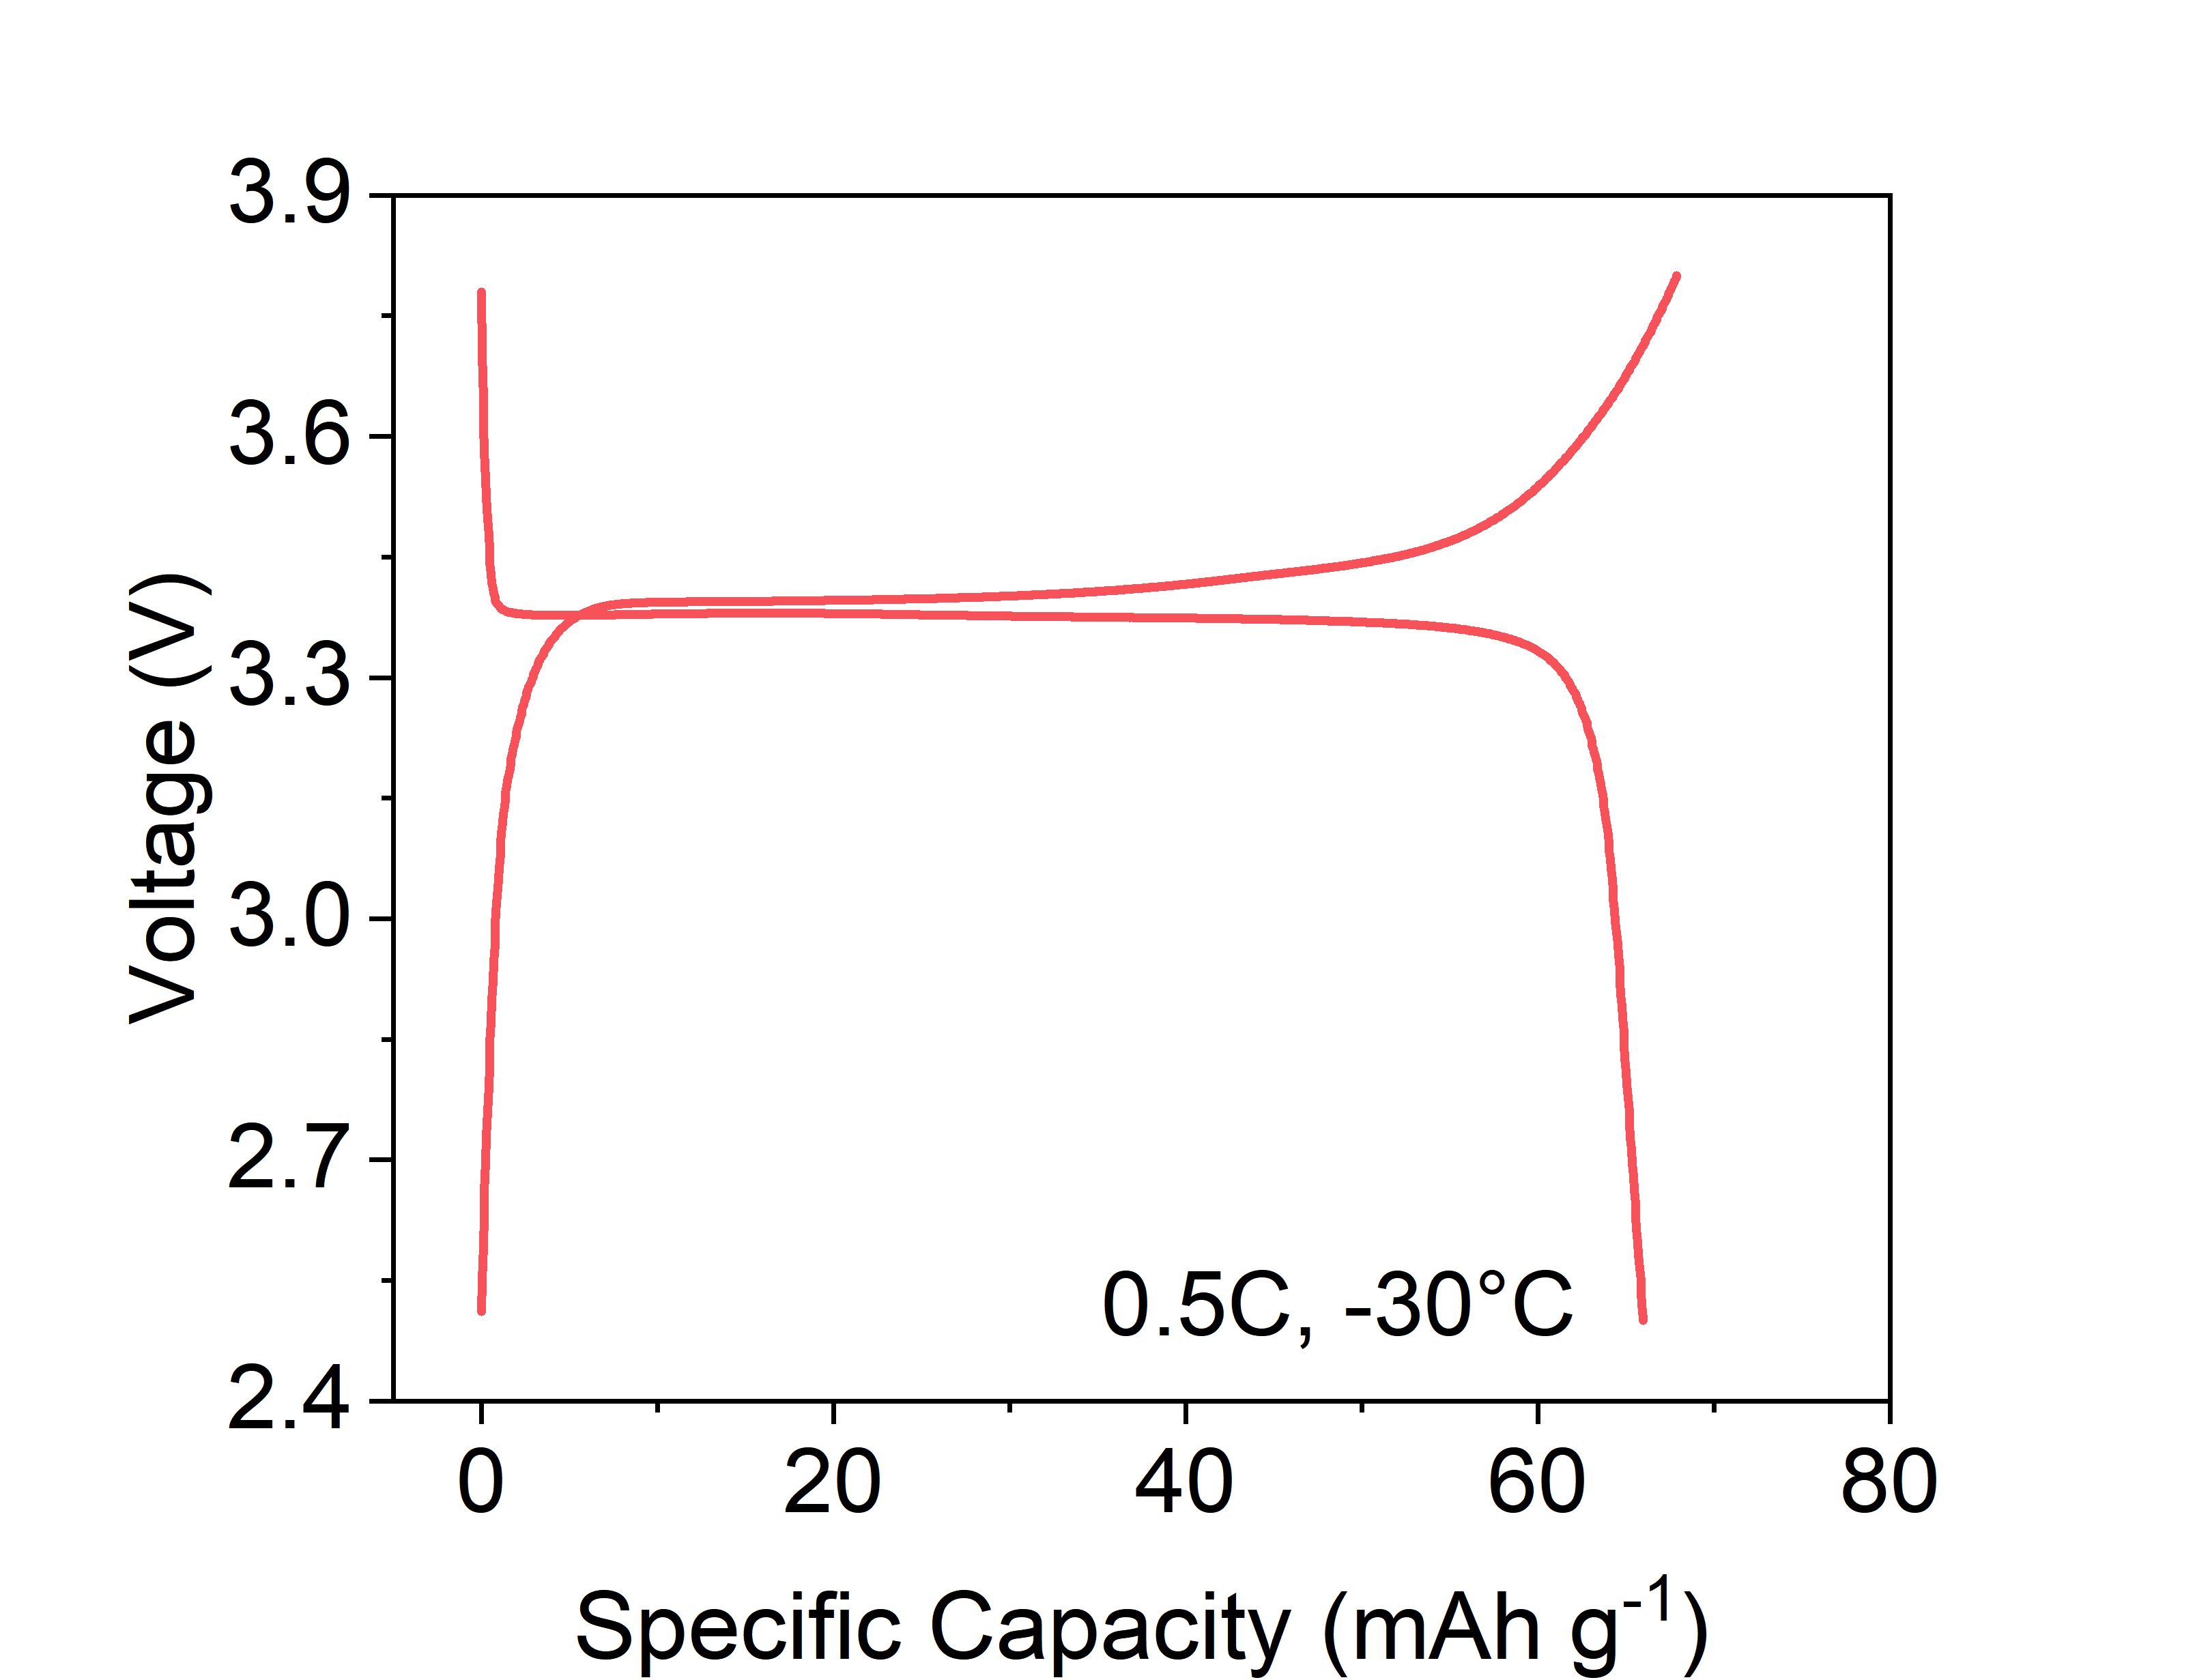 3.9
3.6
3.3
3.0
2.7
2.4
Voltage (V)
0.5C, -30°C
0 20 40 60 80
Specific Capacity (mAh g-1)